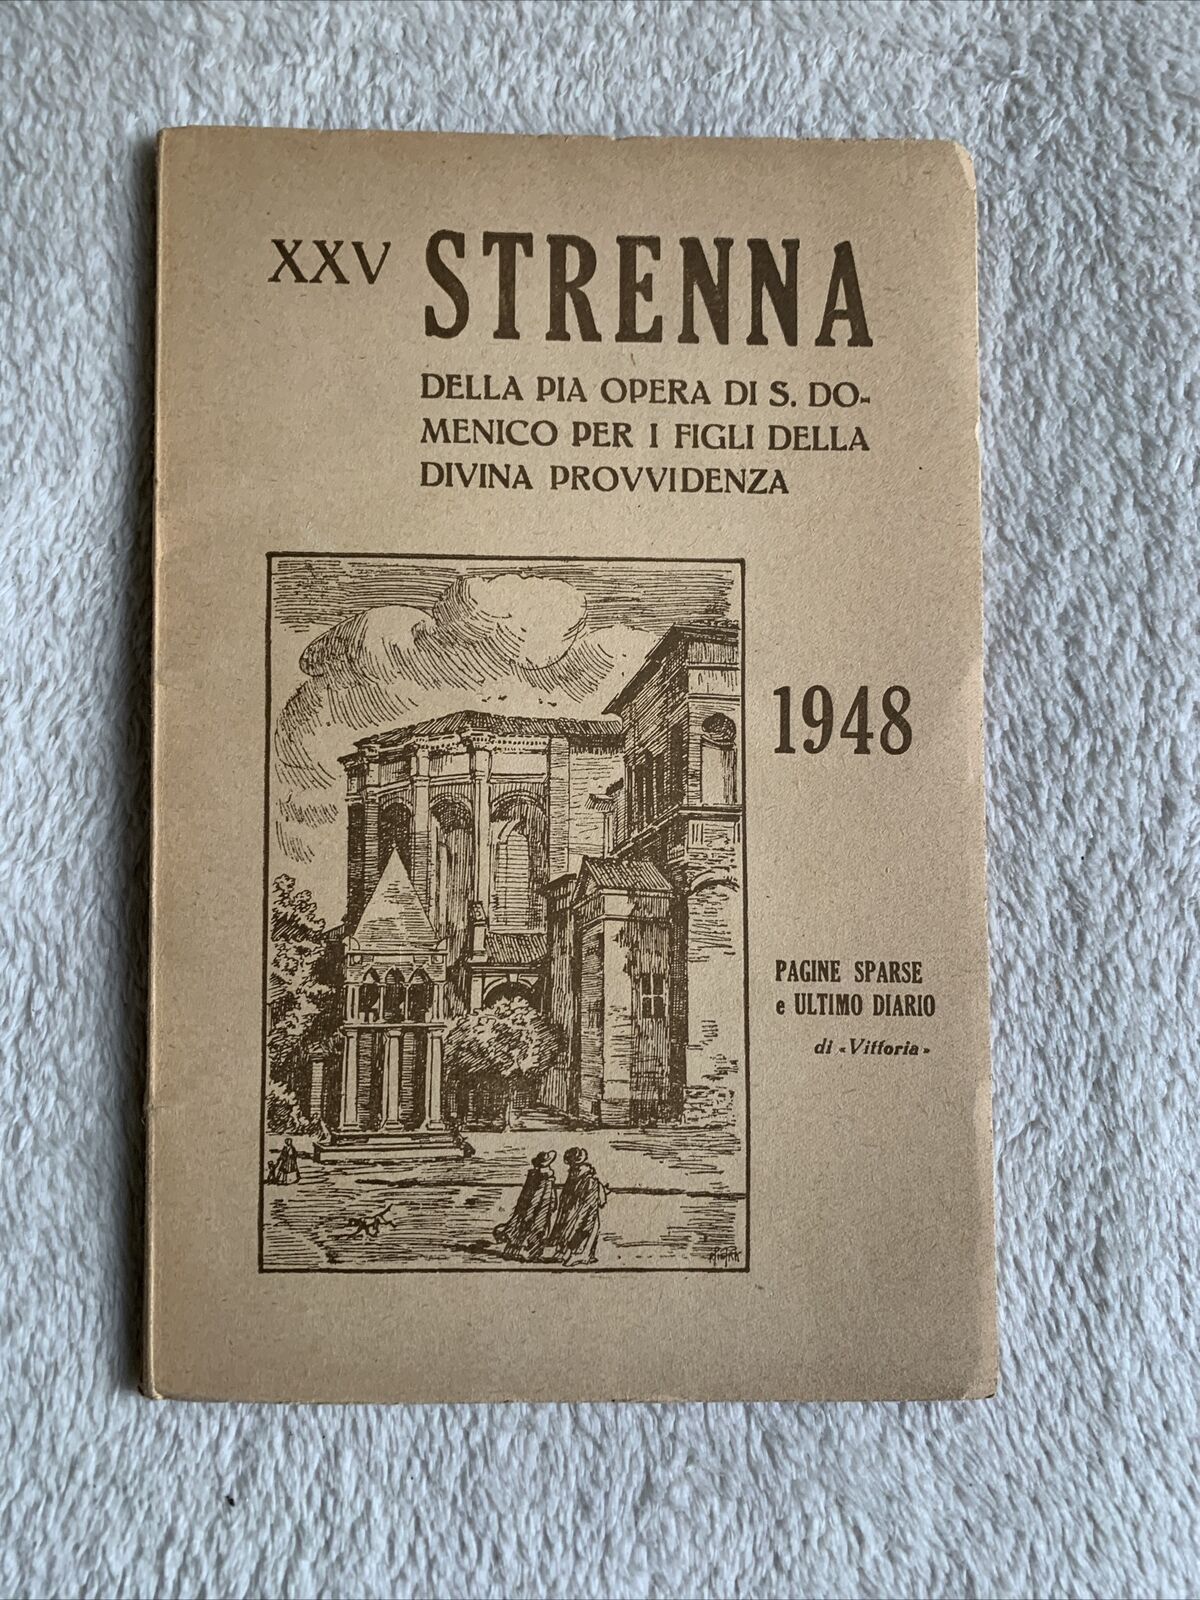 XXV STRENNA
DELLA PIA OPERA DI S. DO-
MENICO PER I FIGLI DELLA
DIVINA PROVVIDENZA
1948
PAGINE SPARSE
e ULTIMO DIARIO
di «Vittoria»